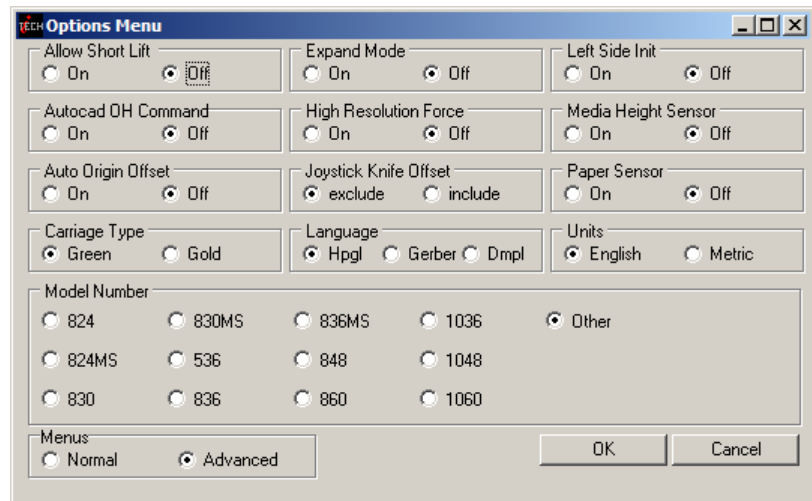 TECH Options Menu
Allow Short Lift Expand Mode Left Side Init
On Off On Off On Off
Autocad OH Command High Resolution Force Media Height Sensor
On Off On Off On Off
Auto Origin Offset Joystick Knife Offset Paper Sensor
On Off exclude include On Off
Carriage Type Language Units
Green Gold Hpgl Gerber Dmpl English Metric
Model Number
824 830MS 836MS 1036 Other
824MS 536 848 1048
830 836 860 1060
Menus
Normal Advanced OK Cancel